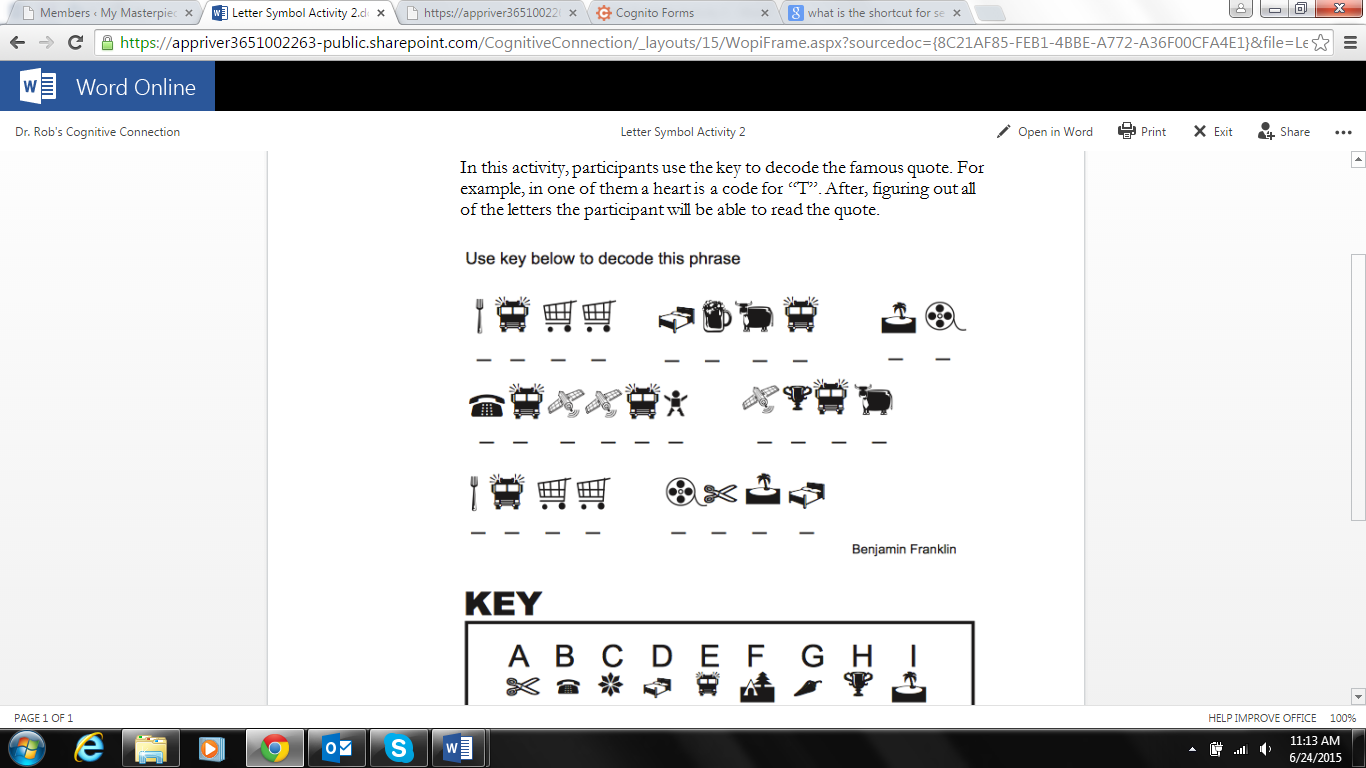 Members ‹ My Masterpiec
Letter Symbol Activity 2.d
https://appriver36510022
Cognito Forms
what is the shortcut for se
https://appriver3651002263-public.sharepoint.com/CognitiveConnection/_layouts/15/WopiFrame.aspx?sourcedoc={8C21AF85-FEB1-4BBE-A772-A36F00CFA4E1}&file=Le
Word Online
Dr. Rob's Cognitive Connection
Letter Symbol Activity 2
Open in Word
Print
Exit
Share
In this activity, participants use the key to decode the famous quote. For
example, in one of them a heart is a code for “T”. After, figuring out all
of the letters the participant will be able to read the quote.
Use key below to decode this phrase
Benjamin Franklin
KEY
A B C D E F G H I
PAGE 1 OF 1
HELP IMPROVE OFFICE 100%
11:13 AM
6/24/2015